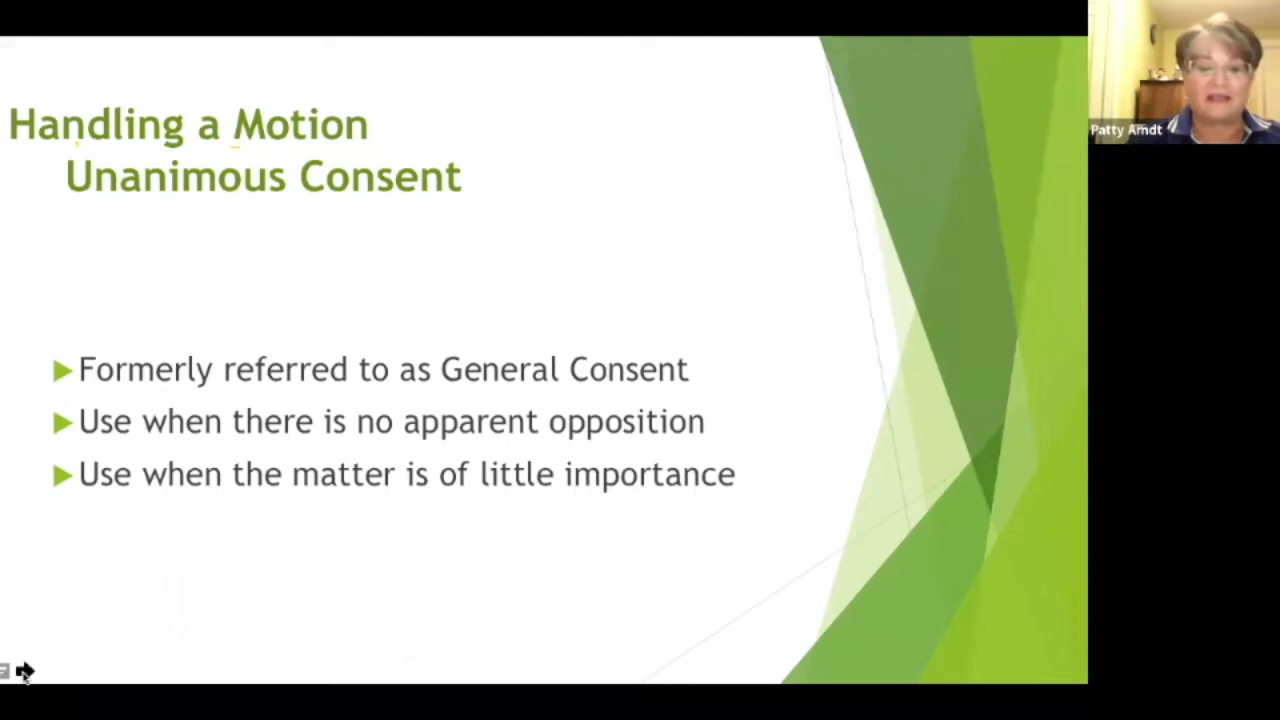 Handling a Motion
Unanimous Consent
Formerly referred to as General Consent
Use when there is no apparent opposition
Use when the matter is of little importance
Patty Arndt